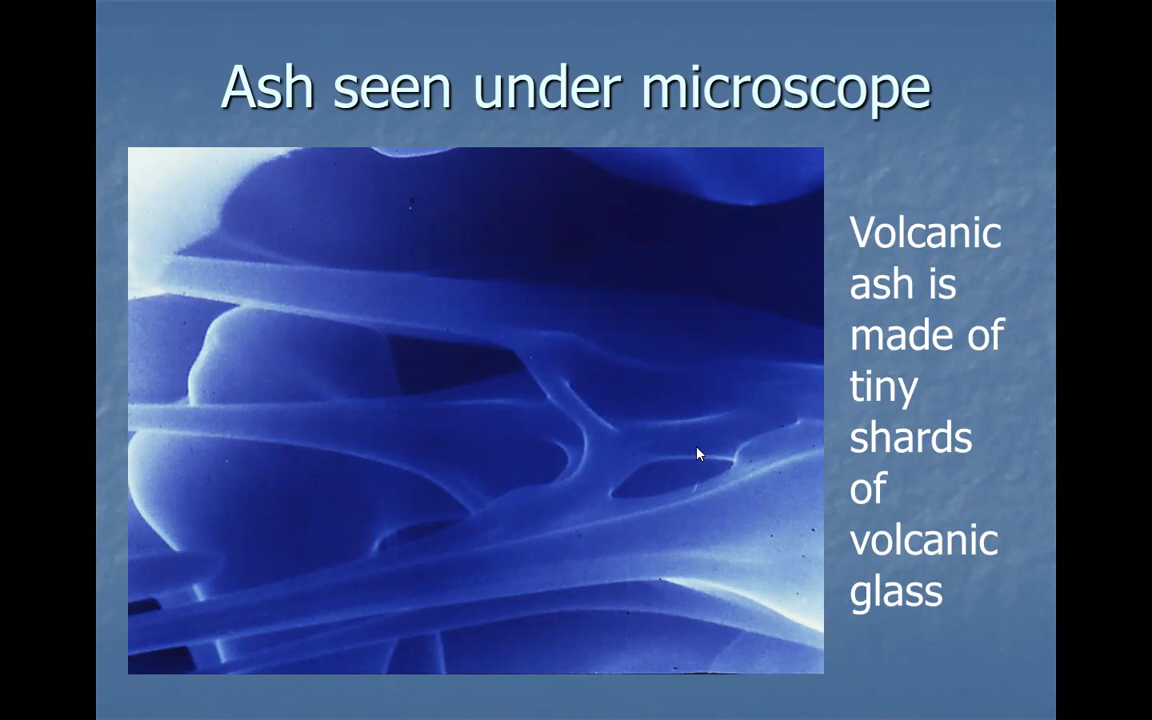 Ash seen under microscope
Volcanic
ash is
made of
tiny
shards
of
volcanic
glass